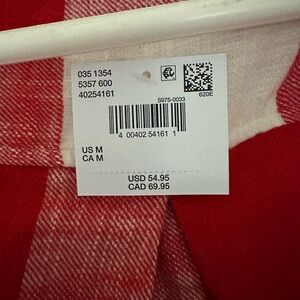 035 1354
5357 600
40254161
620E
S975-0033
4 00402 54161 1
US M
CA M
USD 54.95
CAD 69.95